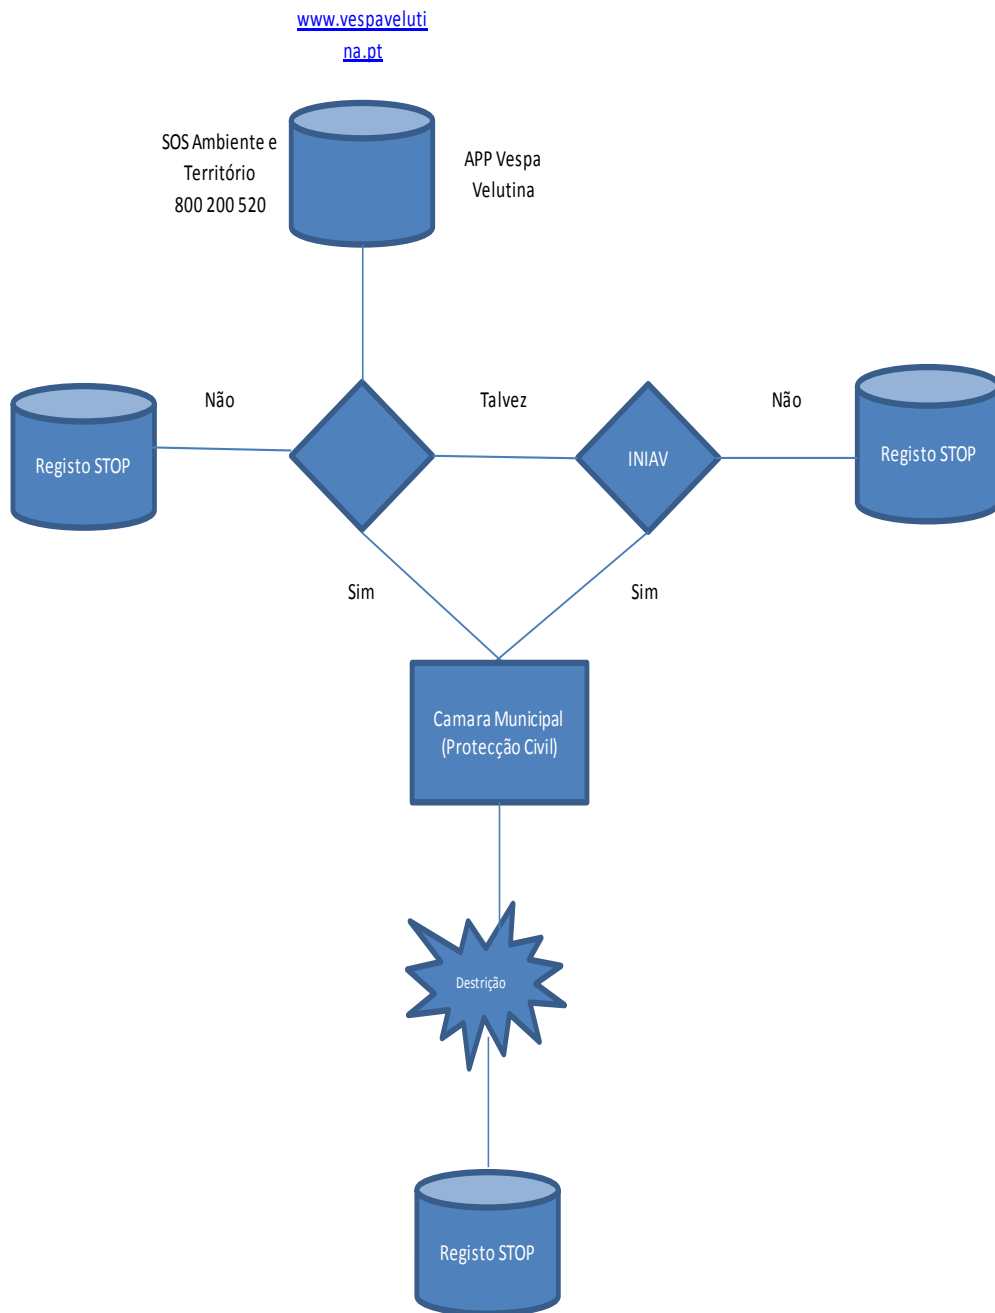 www.vespaveluti
na.pt
SOS Ambiente e
Território
800 200 520
APP Vespa
Velutina
Não
Talvez
Não
Registo STOP
INIAV
Registo STOP
Sim
Sim
Camara Municipal
(Protecção Civil)
Destrição
Registo STOP